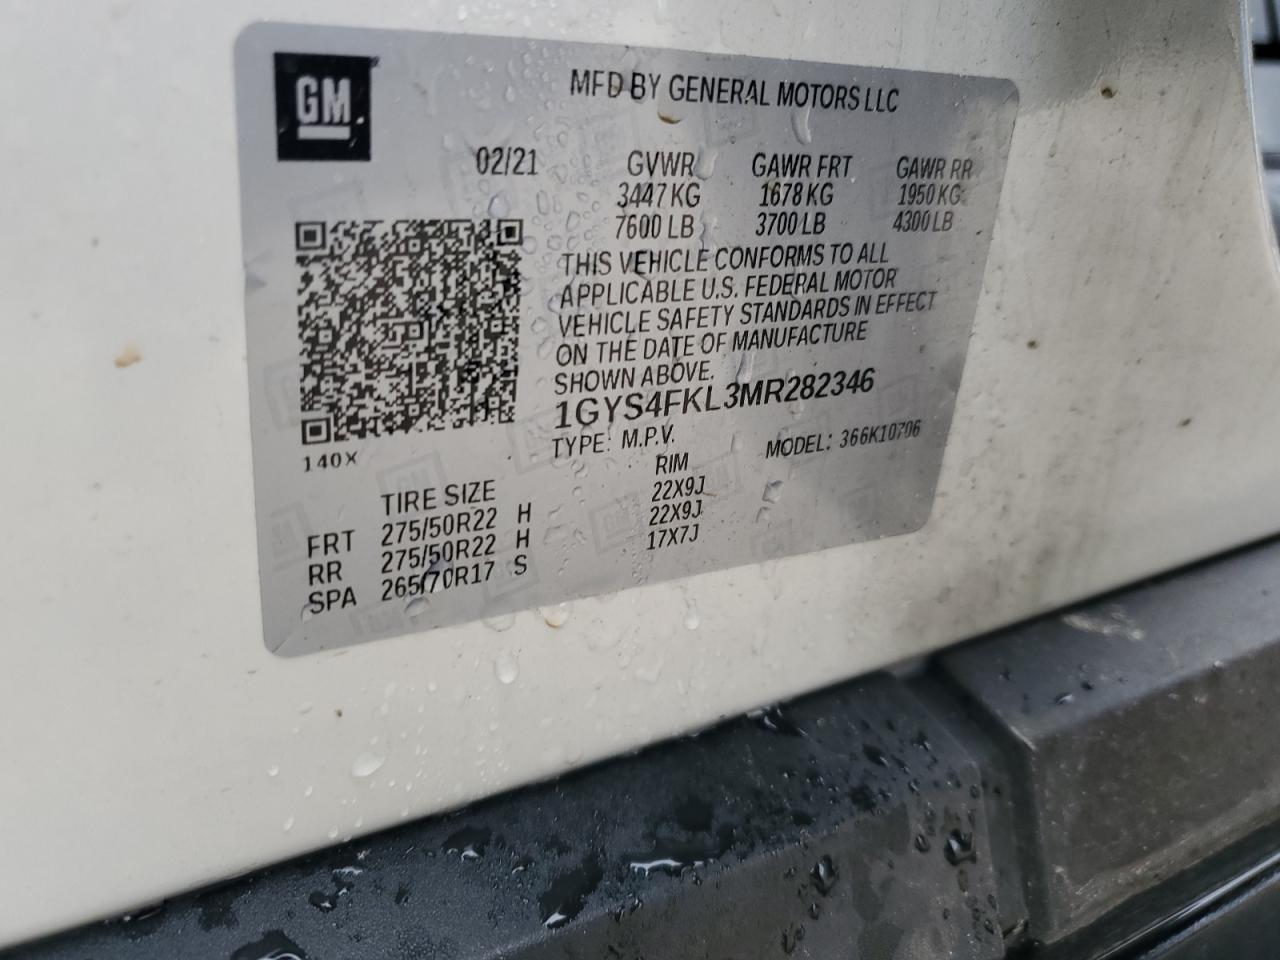 GM
MFD BY GENERAL MOTORS LLC
02/21 GVWR GAWR FRT GAWR RR
3447 KG 1678 KG 1950 KG
7600 LB 3700 LB 4300 LB
THIS VEHICLE CONFORMS TO ALL
APPLICABLE U.S. FEDERAL MOTOR
VEHICLE SAFETY STANDARDS IN EFFECT
ON THE DATE OF MANUFACTURE
SHOWN ABOVE.
1GYS4FKL3MR282346
TYPE: M.P.V. MODEL: 366K10706
140X
TIRE SIZE RIM
FRT 275/50R22 H 22X9J
RR 275/50R22 H 22X9J
SPA 265/70R17 S 17X7J